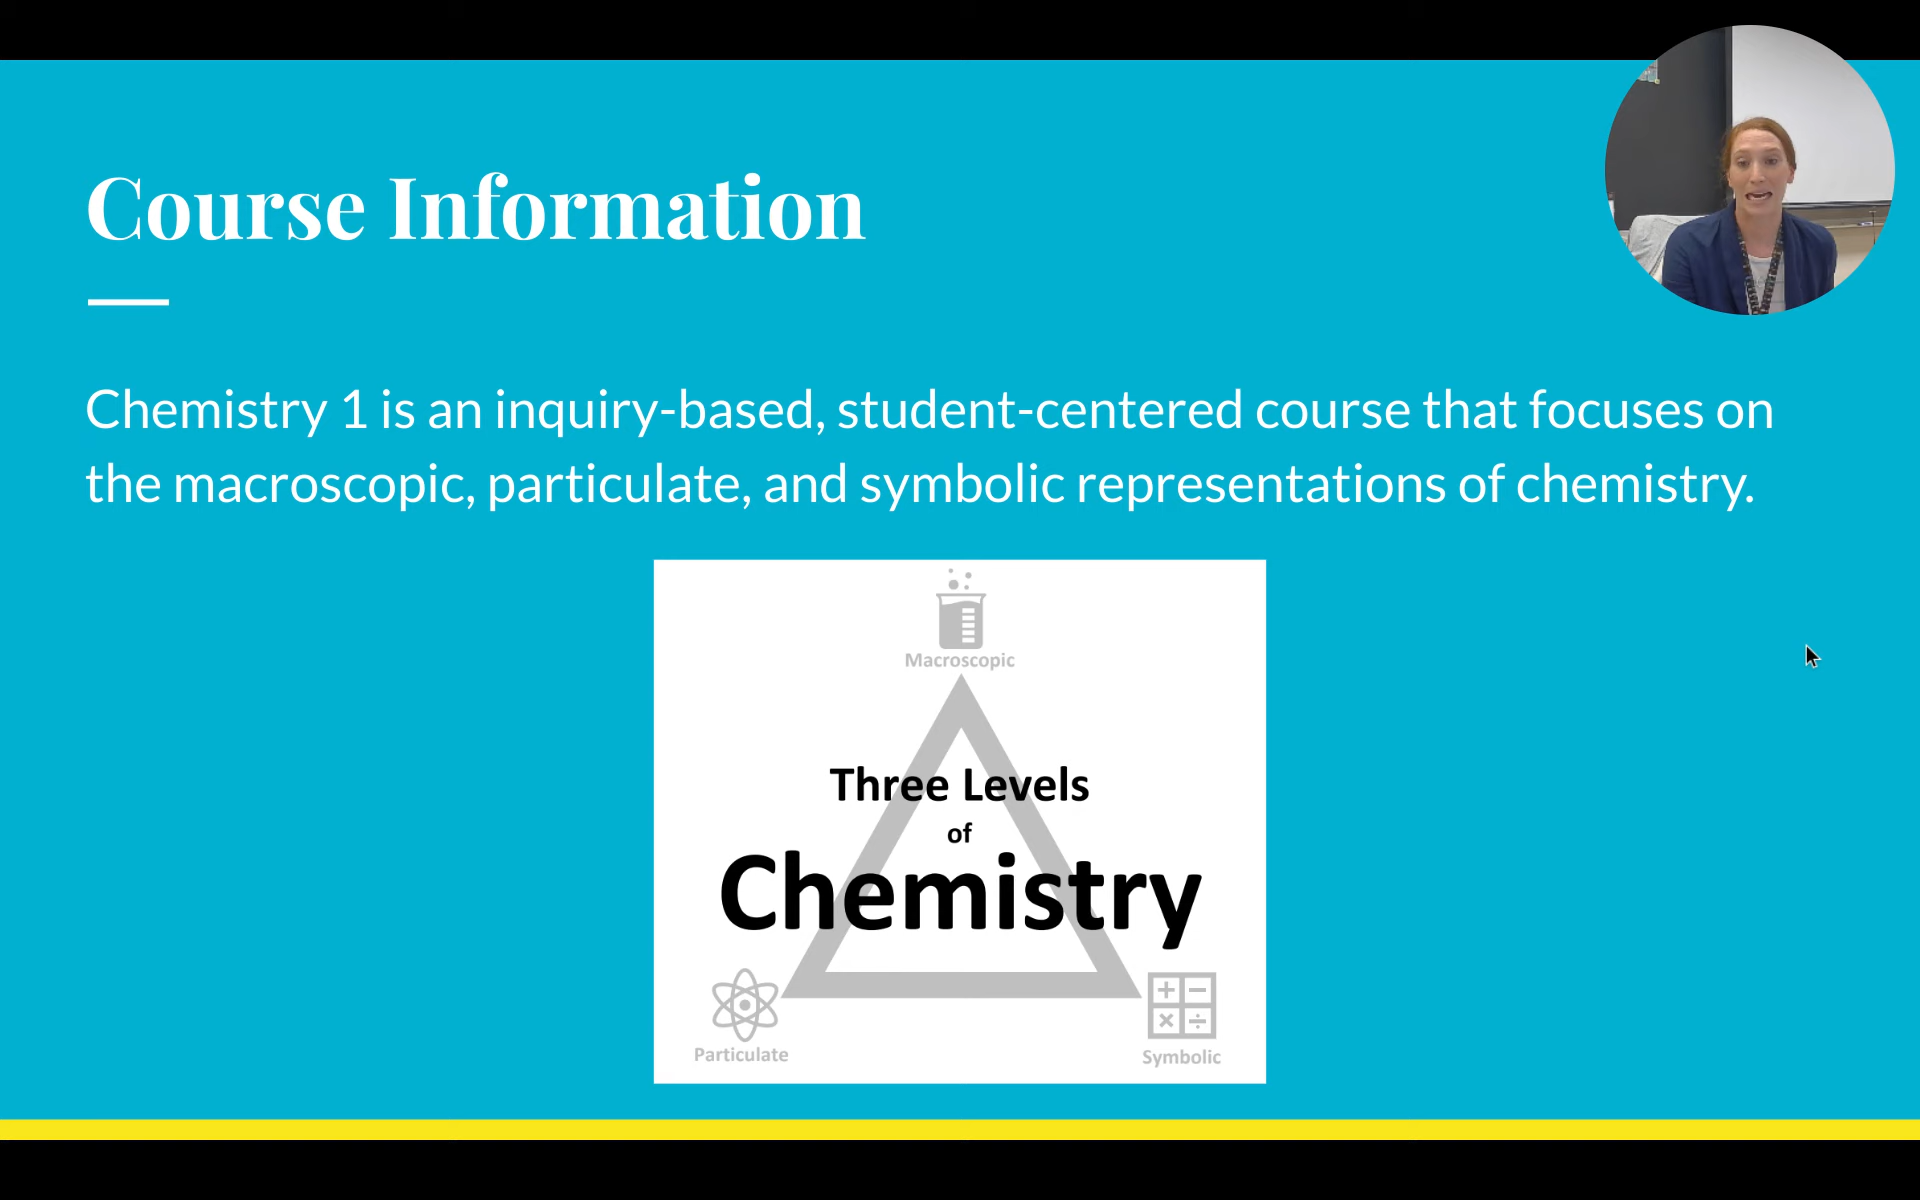 Course Information
Chemistry 1 is an inquiry-based, student-centered course that focuses on
the macroscopic, particulate, and symbolic representations of chemistry.
Macroscopic
Three Levels
of
Chemistry
Particulate
Symbolic